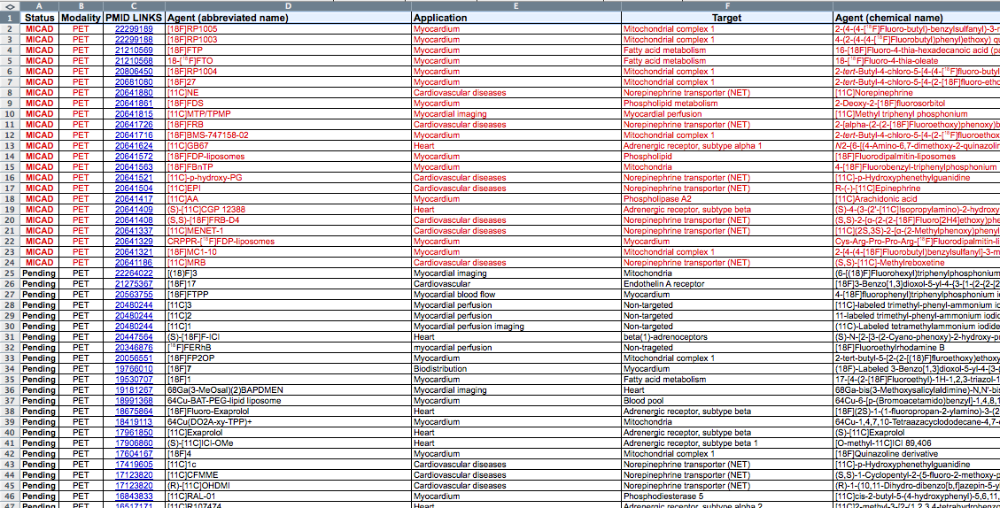 A B C D E F
1 Status Modality PMID LINKS Agent (abbreviated name) Application Target Agent (chemical name)
2 MICAD PET 22299189 [18F]RP1005 Myocardium Mitochondrial complex 1 2-(4-(4-[18F]Fluoro-butyl)-benzylsulfanyl)-3-m
3 MICAD PET 22299188 [18F]RP1003 Myocardium Mitochondrial complex 1 4-(2-(4-(4-[18F]Fluorobutyl)phenyl)ethoxy) qu
4 MICAD PET 21210569 [18F]FTP Myocardium Fatty acid metabolism 16-[18F]Fluoro-4-thia-hexadecanoic acid (pa
5 MICAD PET 21210568 18-[18F]FTO Myocardium Fatty acid metabolism 18-[18F]Fluoro-4-thia-oleate
6 MICAD PET 20806450 [18F]RP1004 Myocardium Mitochondrial complex 1 2-tert-Butyl-4-chloro-5-[4-(4-[18F]fluoro-butyl
7 MICAD PET 20681080 [18F]27 Myocardium Mitochondrial complex 1 2-tert-Butyl-4-chloro-5-[4-(2-[18F]fluoro-etho
8 MICAD PET 20641880 [11C]NE Cardiovascular diseases Norepinephrine transporter (NET) [11C]Norepinephrine
9 MICAD PET 20641861 [18F]FDS Myocardium Phospholipid metabolism 2-Deoxy-2-[18F]fluorosorbitol
10 MICAD PET 20641815 [11C]MTP/TPMP Myocardial imaging Myocardial perfusion [11C]Methyl triphenyl phosphonium
11 MICAD PET 20641726 [18F]FRB Cardiovascular diseases Norepinephrine transporter (NET) 2-[alpha-(2-(2-[18F]Fluoroethoxy)phenoxy)b
12 MICAD PET 20641716 [18F]BMS-747158-02 Myocardium Mitochondrial complex 1 2-tert-Butyl-4-chloro-5-[4-(2-[18F]fluoroethox
13 MICAD PET 20641624 [11C]GB67 Heart Adrenergic receptor, subtype alpha 1 N2-[6-[(4-Amino-6,7-dimethoxy-2-quinazolin
14 MICAD PET 20641572 [18F]FDP-liposomes Myocardium Phospholipid [18F]Fluorodipalmitin-liposomes
15 MICAD PET 20641563 [18F]FBnTP Myocardium Mitochondria 4-[18F]Fluorobenzyl-triphenylphosphonium
16 MICAD PET 20641521 [11C]-p-hydroxy-PG Cardiovascular diseases Norepinephrine transporter (NET) [11C]-p-Hydroxyphenethylguanidine
17 MICAD PET 20641504 [11C]EPI Cardiovascular diseases Norepinephrine transporter (NET) R-(-)-[11C]Epinephrine
18 MICAD PET 20641417 [11C]AA Myocardium Phospholipase A2 [11C]Arachidonic acid
19 MICAD PET 20641409 (S)-[11C]CGP 12388 Heart Adrenergic receptor, subtype beta (S)-4-(3-(2'-[11C]Isopropylamino)-2-hydroxy
20 MICAD PET 20641408 (S,S)-[18F]FRB-D4 Cardiovascular diseases Norepinephrine transporter (NET) (S,S)-2-[α-(2-(2-[18F]Fluoro[2H4]ethoxy)phe
21 MICAD PET 20641337 [11C]MENET-1 Cardiovascular diseases Norepinephrine transporter (NET) [11C](2S,3S)-2-[α-(2-Methylphenoxy)phenyl
22 MICAD PET 20641329 CRPPR-[18F]FDP-liposomes Myocardium Myocardium Cys-Arg-Pro-Pro-Arg-[18F]Fluorodipalmitin-li
23 MICAD PET 20641321 [18F]MC1-10 Myocardium Mitochondrial complex 1 2-[4-(4-[18F]Fluorobutyl)benzylsulfanyl]-3-m
24 MICAD PET 20641186 [11C]MRB Cardiovascular diseases Norepinephrine transporter (NET) (S,S)-[11C]-Methylreboxetine
25 Pending PET 22264022 [(18)F]3 Myocardial imaging Mitochondria (6-[(18)F]Fluorohexyl)triphenylphosphonium
26 Pending PET 21275367 [18F]17 Cardiovascular Endothelin A receptor [18F]3-Benzo[1,3]dioxol-5-yl-4-{3-[1-(2-{2-[2
27 Pending PET 20563755 [18F]FTPP Myocardial blood flow Myocardium 4-[18F]fluorophenyl)triphenylphosphonium i
28 Pending PET 20480244 [11C]3 Myocardial perfusion Non-targeted [11C]-labeled trimethyl-phenyl-ammonium ic
29 Pending PET 20480244 [11C]2 Myocardial perfusion Non-targeted 11-labeled trimethyl-phenyl-ammonium iodic
30 Pending PET 20480244 [11C]1 Myocardial perfusion imaging Non-targeted (11C)-Labeled tetramethylammonium iodide
31 Pending PET 20447564 (S)-[18F]F-ICI Heart beta(1)-adrenoceptors (S)-N-[2-[3-(2-Cyano-phenoxy)-2-hydroxy-p
32 Pending PET 20346876 [18F]FERhB myocardial perfusion Non-trageted [18F]Fluorethylrhodamine B
33 Pending PET 20056551 [18F]FP2OP Myocardium Mitochondrial complex 1 2-tert-butyl-5-[2-(2-[(18)F]fluroethoxy)ethoxy
34 Pending PET 19766010 [18F]7 Biodistribution Myocardium (18F)-Labeled 3-Benzo[1,3]dioxol-5-yl-4-[3-(
35 Pending PET 19530707 [18F]1 Myocardium Fatty acid metabolism 17-[4-(2-[18F]Fluoroethyl)-1H-1,2,3-triazol-1
36 Pending PET 19181267 68Ga(3-MeOsal)(2)BAPDMEN Myocardial imaging Heart 68Ga-bis(3-Methoxysalicylaldimine)-N,N'-bis
37 Pending PET 18991368 64Cu-BAT-PEG-lipid liposome Myocardium Blood pool 64Cu-6-[p-(Bromoacetamido)benzyl]-1,4,8,1
38 Pending PET 18675864 [18F]Fluoro-Exaprolol Heart Adrenergic receptor, subtype beta [18F](2S)-1-(1-fluoropropan-2-ylamino)-3-(2
39 Pending PET 18419113 64Cu(DO2A-xy-TPP)+ Myocardium Mitochondria 64Cu-1,4,7,10-Tetraazacyclododecane-4,7-
40 Pending PET 17961850 [11C]Exaprolol Heart Adrenergic receptor, subtype beta (S)-[11C]Exaprolol
41 Pending PET 17906860 (S)-[11C]ICI-OMe Heart Adrenergic receptor, subtype beta 1 [O-methyl-11C]ICI 89,406
42 Pending PET 17604167 [18F]4 Myocardium Mitochondrial complex 1 [18F]Quinazoline derivative
43 Pending PET 17419605 [11C]1c Cardiovascular diseases Norepinephrine transporter (NET) [11C]-p-Hydroxyphenethylguanidine
44 Pending PET 17123820 [11C]CFMME Cardiovascular diseases Norepinephrine transporter (NET) (S,S)-1-Cyclopentyl-2-(5-fluoro-2-methoxy-p
45 Pending PET 17123820 (R)-[11C]OHDMI Cardiovascular diseases Norepinephrine transporter (NET) (R)-1-(10,11-Dihydro-dibenzo[b,f]azepin-5-y
46 Pending PET 16843833 [11C]RAL-01 Myocardium Phosphodiesterase 5 [11C]cis-2-butyl-5-(4-hydroxyphenyl)-5,6,11,
47 Pending PET 16517171 [11C]R107474 Heart Adrenergic receptor, subtype alpha 2 [11C]2-methyl-3-[2-(1,2,3,4-tetrahydrobenzo